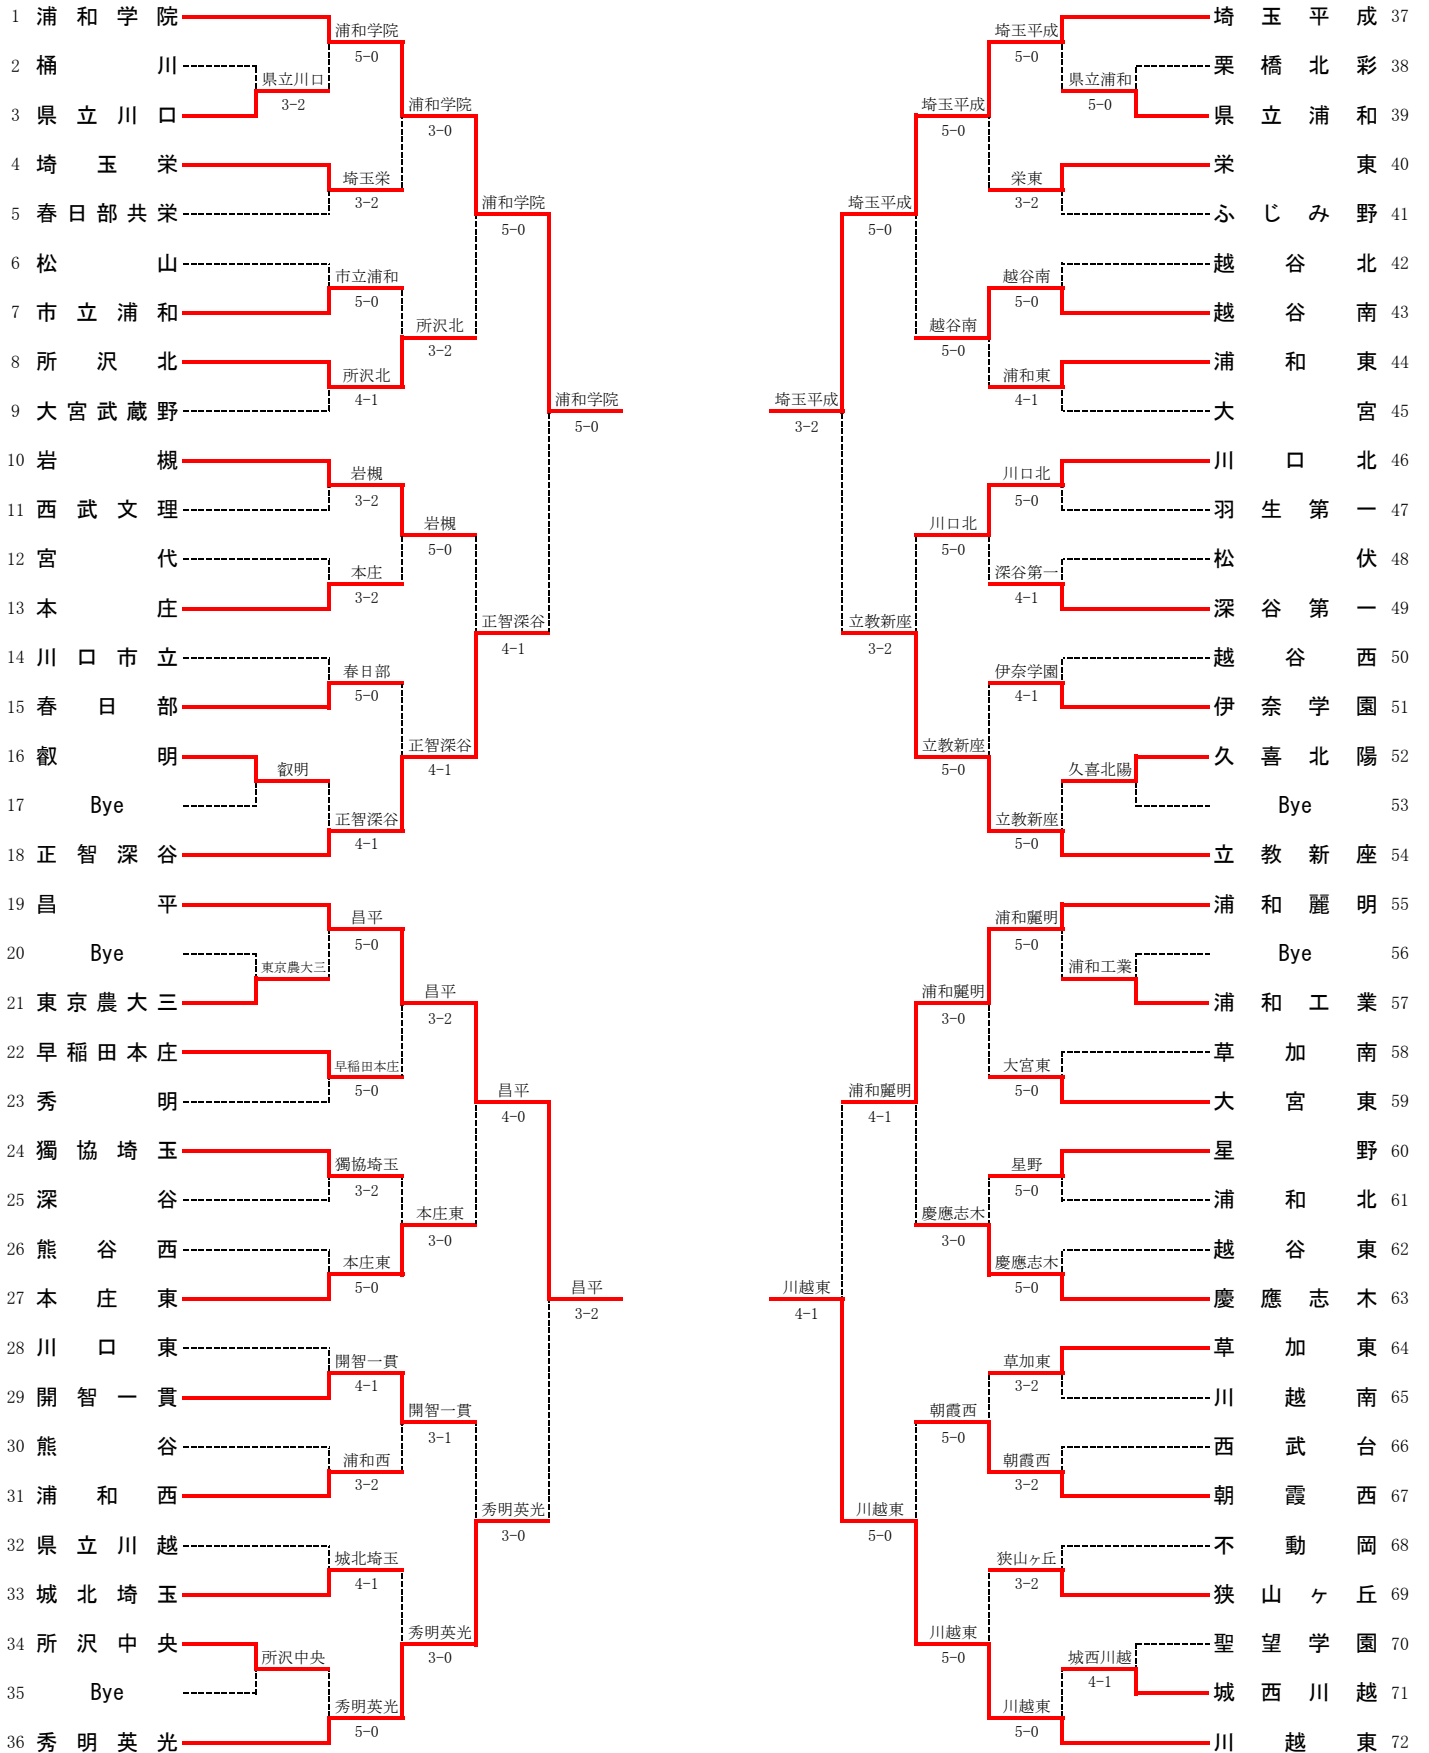 1 浦和学院
2 桶川
3 県立川口
4 埼玉栄
5 春日部共栄
6 松山
7 市立浦和
8 所沢北
9 大宮武蔵野
10 岩槻
11 西武文理
12 宮代
13 本庄
14 川口市立
15 春日部
16 叡明
17 Bye
18 正智深谷
19 昌平
20 Bye
21 東京農大三
22 早稲田本庄
23 秀明
24 獨協埼玉
25 深谷
26 熊谷西
27 本庄東
28 川口東
29 開智一貫
30 熊谷
31 浦和西
32 県立川越
33 城北埼玉
34 所沢中央
35 Bye
36 秀明英光
県立川口
3-2
叡明
東京農大三
所沢中央
浦和学院
5-0
埼玉栄
3-2
市立浦和
5-0
所沢北
4-1
岩槻
3-2
本庄
3-2
春日部
5-0
正智深谷
4-1
昌平
5-0
早稲田本庄
5-0
獨協埼玉
3-2
本庄東
5-0
開智一貫
4-1
浦和西
3-2
城北埼玉
4-1
秀明英光
5-0
浦和学院
3-0
所沢北
3-2
岩槻
5-0
正智深谷
4-1
昌平
3-2
本庄東
3-0
開智一貫
3-1
秀明英光
3-0
浦和学院
5-0
正智深谷
4-1
昌平
4-0
秀明英光
3-0
浦和学院
5-0
昌平
3-2
埼玉平成
3-2
川越東
4-1
埼玉平成
5-0
立教新座
3-2
浦和麗明
4-1
川越東
5-0
埼玉平成
5-0
越谷南
5-0
川口北
5-0
立教新座
5-0
浦和麗明
3-0
慶應志木
3-0
朝霞西
5-0
川越東
5-0
埼玉平成
5-0
栄東
3-2
越谷南
5-0
浦和東
4-1
川口北
5-0
深谷第一
4-1
伊奈学園
4-1
立教新座
5-0
浦和麗明
5-0
大宮東
5-0
星野
5-0
慶應志木
5-0
草加東
3-2
朝霞西
3-2
狭山ヶ丘
3-2
川越東
5-0
県立浦和
5-0
久喜北陽
浦和工業
城西川越
4-1
埼玉平成 37
栗橋北彩 38
県立浦和 39
栄東 40
ふじみ野 41
越谷北 42
越谷南 43
浦和東 44
大宮 45
川口北 46
羽生第一 47
松伏 48
深谷第一 49
越谷西 50
伊奈学園 51
久喜北陽 52
Bye 53
立教新座 54
浦和麗明 55
Bye 56
浦和工業 57
草加南 58
大宮東 59
星野 60
浦和北 61
越谷東 62
慶應志木 63
草加東 64
川越南 65
西武台 66
朝霞西 67
不動岡 68
狭山ヶ丘 69
聖望学園 70
城西川越 71
川越東 72